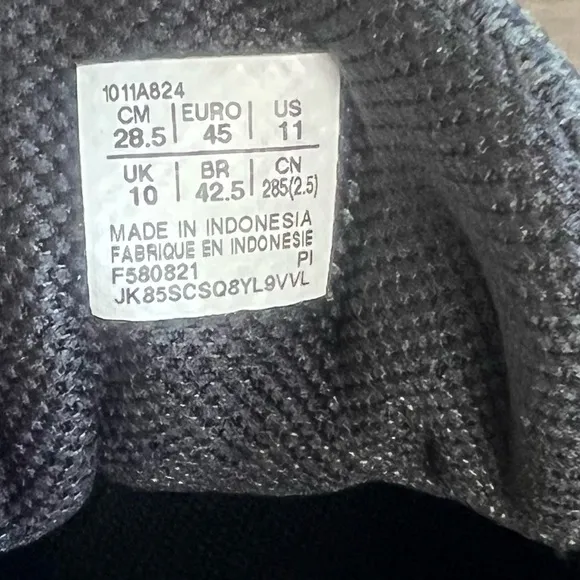 1011A824
CM | EURO | US
28.5 | 45 | 11
UK | BR | CN
10 | 42.5 | 285(2.5)
MADE IN INDONESIA
FABRIQUE EN INDONESIE
F580821 PI
JK85SCSQ8YL9VVL